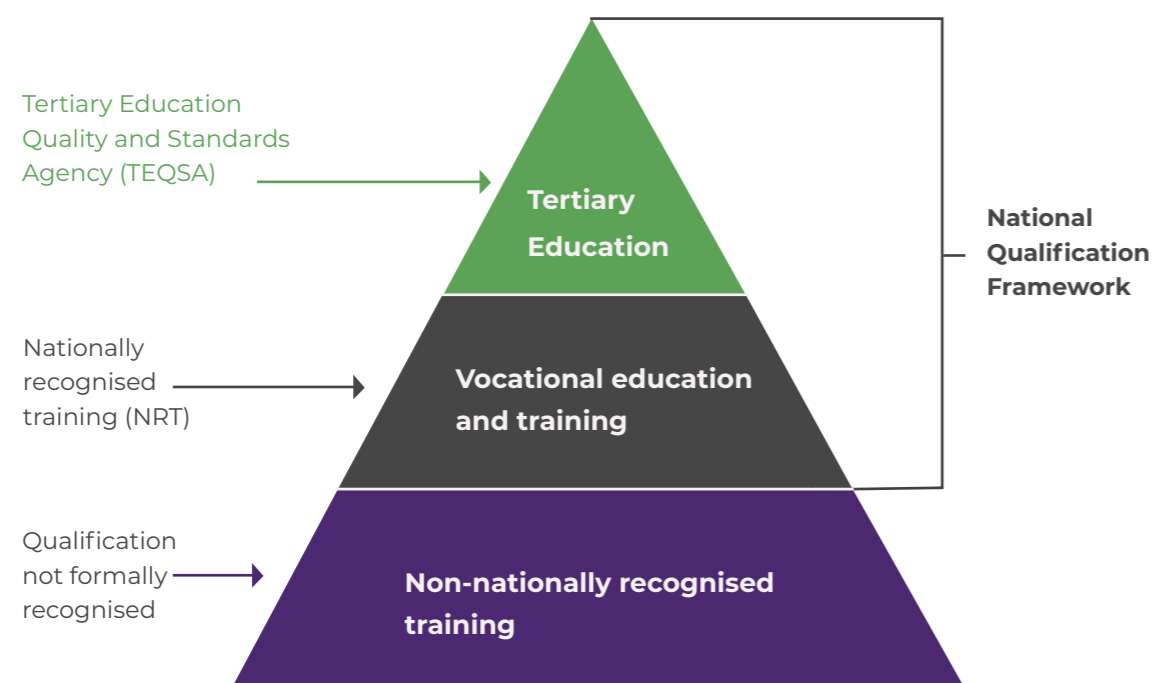 Tertiary Education
Quality and Standards
Agency (TEQSA)
Tertiary
Education
National
Qualification
Framework
Nationally
recognised
training (NRT)
Vocational education
and training
Qualification
not formally
recognised
Non-nationally recognised
training